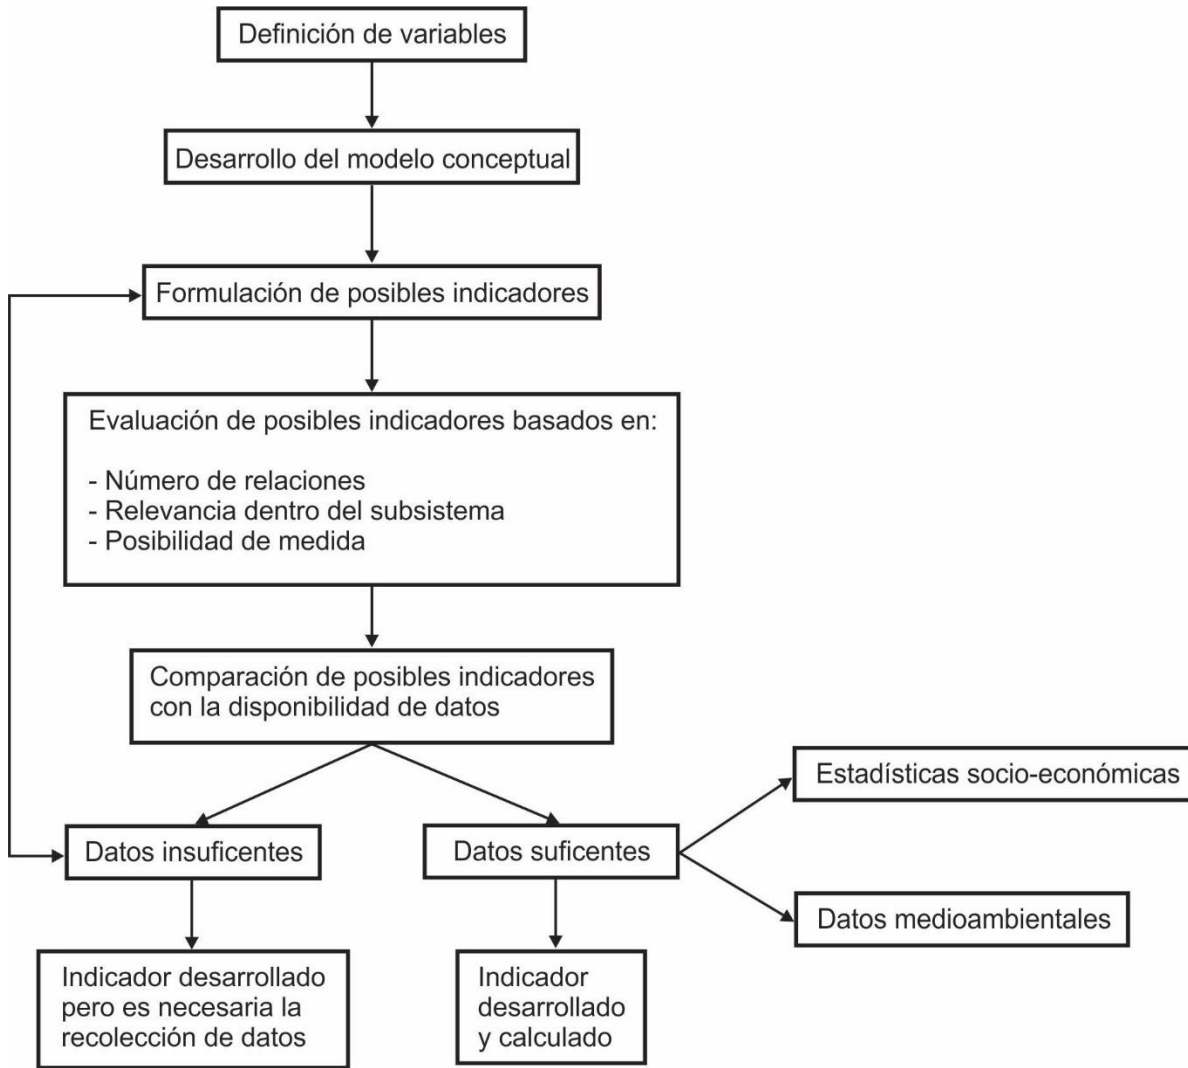 Definición de variables
Desarrollo del modelo conceptual
Formulación de posibles indicadores
Evaluación de posibles indicadores basados en:
- Número de relaciones
- Relevancia dentro del subsistema
- Posibilidad de medida
Comparación de posibles indicadores
con la disponibilidad de datos
Estadísticas socio-económicas
Datos insuficentes
Datos suficentes
Datos medioambientales
Indicador desarrollado
pero es necesaria la
recolección de datos
Indicador
desarrollado
y calculado